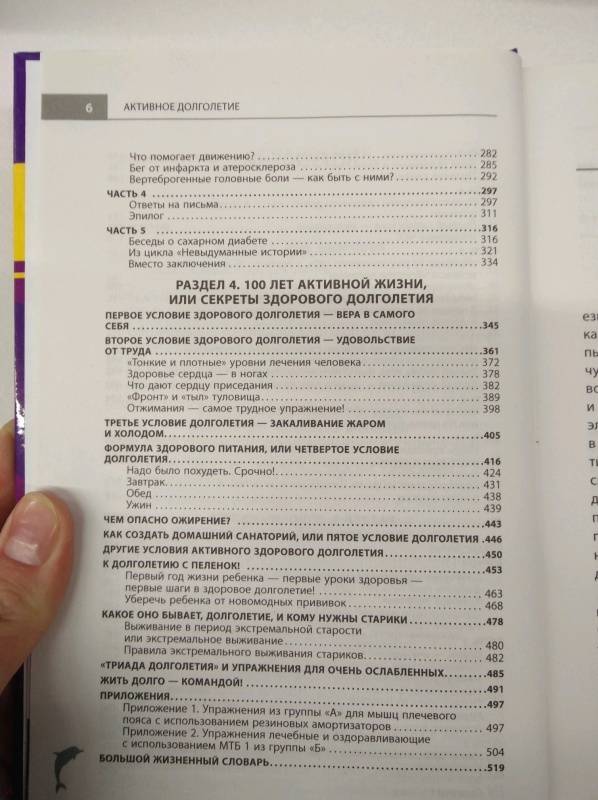 6 АКТИВНОЕ ДОЛГОЛЕТИЕ
Что помогает движению? 282
Бег от инфаркта и атеросклероза 285
Вертеброгенные головные боли — как быть с ними? 292
ЧАСТЬ 4 297
Ответы на письма 297
Эпилог 311
ЧАСТЬ 5 316
Беседы о сахарном диабете 316
Из цикла «Невыдуманные истории» 321
Вместо заключения 334
РАЗДЕЛ 4. 100 ЛЕТ АКТИВНОЙ ЖИЗНИ,
ИЛИ СЕКРЕТЫ ЗДОРОВОГО ДОЛГОЛЕТИЯ
ПЕРВОЕ УСЛОВИЕ ЗДОРОВОГО ДОЛГОЛЕТИЯ — ВЕРА В САМОГО
СЕБЯ 345
ВТОРОЕ УСЛОВИЕ ЗДОРОВОГО ДОЛГОЛЕТИЯ — УДОВОЛЬСТВИЕ
ОТ ТРУДА 361
«Тонкие и плотные» уровни лечения человека 372
Здоровье сердца — в ногах 378
Что дают сердцу приседания 382
«Фронт» и «тыл» туловища 389
Отжимания — самое трудное упражнение! 398
ТРЕТЬЕ УСЛОВИЕ ДОЛГОЛЕТИЯ — ЗАКАЛИВАНИЕ ЖАРОМ
И ХОЛОДОМ 405
ФОРМУЛА ЗДОРОВОГО ПИТАНИЯ, ИЛИ ЧЕТВЕРТОЕ УСЛОВИЕ
ДОЛГОЛЕТИЯ 416
Надо было похудеть. Срочно! 424
Завтрак 431
Обед 438
Ужин 439
ЧЕМ ОПАСНО ОЖИРЕНИЕ? 443
КАК СОЗДАТЬ ДОМАШНИЙ САНАТОРИЙ, ИЛИ ПЯТОЕ УСЛОВИЕ ДОЛГОЛЕТИЯ 446
ДРУГИЕ УСЛОВИЯ АКТИВНОГО ЗДОРОВОГО ДОЛГОЛЕТИЯ 450
К ДОЛГОЛЕТИЮ С ПЕЛЕНОК! 453
Первый год жизни ребенка — первые уроки здоровья —
первые шаги в здоровое долголетие! 463
Уберечь ребенка от новомодных прививок 468
КАКОЕ ОНО БЫВАЕТ, ДОЛГОЛЕТИЕ, И КОМУ НУЖНЫ СТАРИКИ 478
Выживание в период экстремальной старости
или экстремальное выживание 480
Правила экстремального выживания стариков 482
«ТРИАДА ДОЛГОЛЕТИЯ» И УПРАЖНЕНИЯ ДЛЯ ОЧЕНЬ ОСЛАБЛЕННЫХ 485
ЖИТЬ ДОЛГО — КОМАНДОЙ! 491
ПРИЛОЖЕНИЯ 497
Приложение 1. Упражнения из группы «А» для мышц плечевого
пояса с использованием резиновых амортизаторов 497
Приложение 2. Упражнения лечебные и оздоравливающие
с использованием МТБ 1 из группы «Б» 504
БОЛЬШОЙ ЖИЗНЕННЫЙ СЛОВАРЬ 519